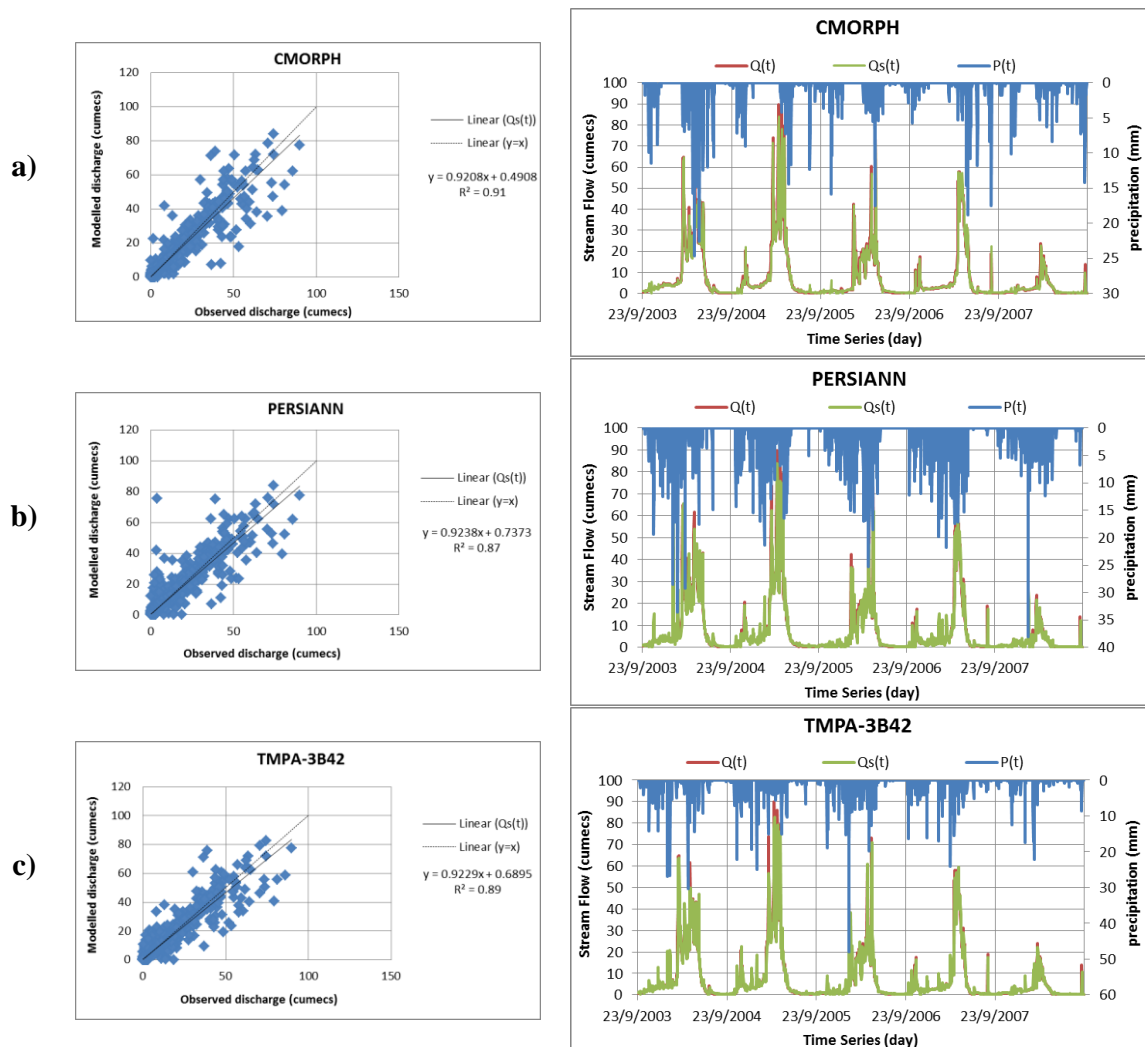 a)
CMORPH
Modelled discharge (cumecs)
120
100
80
60
40
20
0
0 50 100 150
Observed discharge (cumecs)
Linear (Qs(t))
Linear (y=x)
y = 0.9208x + 0.4908
R² = 0.91
CMORPH
Q(t) Qs(t) P(t)
Stream Flow (cumecs)
100
90
80
70
60
50
40
30
20
10
0
0
5
10
15
20
25
30
precipitation (mm)
23/9/2003 23/9/2004 23/9/2005 23/9/2006 23/9/2007
Time Series (day)
b)
PERSIANN
Modelled discharge (cumecs)
120
100
80
60
40
20
0
0 50 100 150
Observed discharge (cumecs)
Linear (Qs(t))
Linear (y=x)
y = 0.9238x + 0.7373
R² = 0.87
PERSIANN
Q(t) Qs(t) P(t)
Stream Flow (cumecs)
100
90
80
70
60
50
40
30
20
10
0
0
5
10
15
20
25
30
35
40
precipitation (mm)
23/9/2003 23/9/2004 23/9/2005 23/9/2006 23/9/2007
Time Series (day)
c)
TMPA-3B42
Modelled discharge (cumecs)
120
100
80
60
40
20
0
0 50 100 150
Observed discharge (cumecs)
Linear (Qs(t))
Linear (y=x)
y = 0.9229x + 0.6895
R² = 0.89
TMPA-3B42
Q(t) Qs(t) P(t)
Stream Flow (cumecs)
100
90
80
70
60
50
40
30
20
10
0
0
10
20
30
40
50
60
precipitation (mm)
23/9/2003 23/9/2004 23/9/2005 23/9/2006 23/9/2007
Time Series (day)